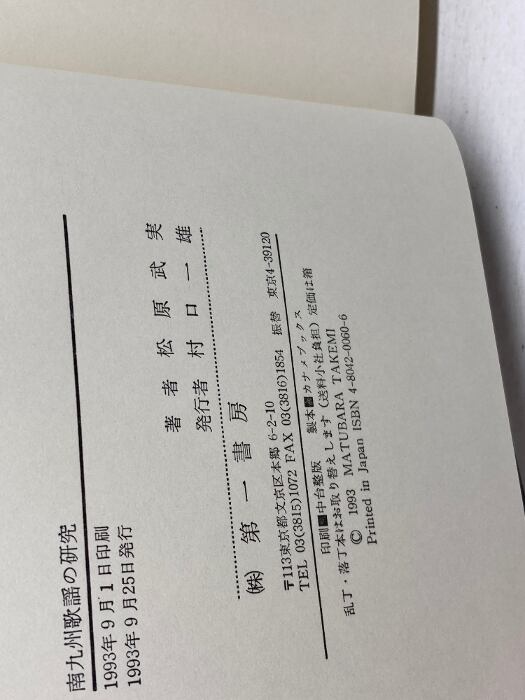 南九州歌謡の研究
1993年9月1日印刷
1993年9月25日発行
著者 松原武実
発行者 村口一雄
㈱ 第一書房
〒113東京都文京区本郷 6-2-10
TEL 03(3815)1072 FAX 03(3816)1854 振替 東京4-39120
印刷■中台整版 製本■カナメブックス
乱丁・落丁本はお取り替えします(送料小社負担) 定価は箱
© 1993 MATUBARA TAKEMI
Printed in Japan ISBN 4-8042-0060-6